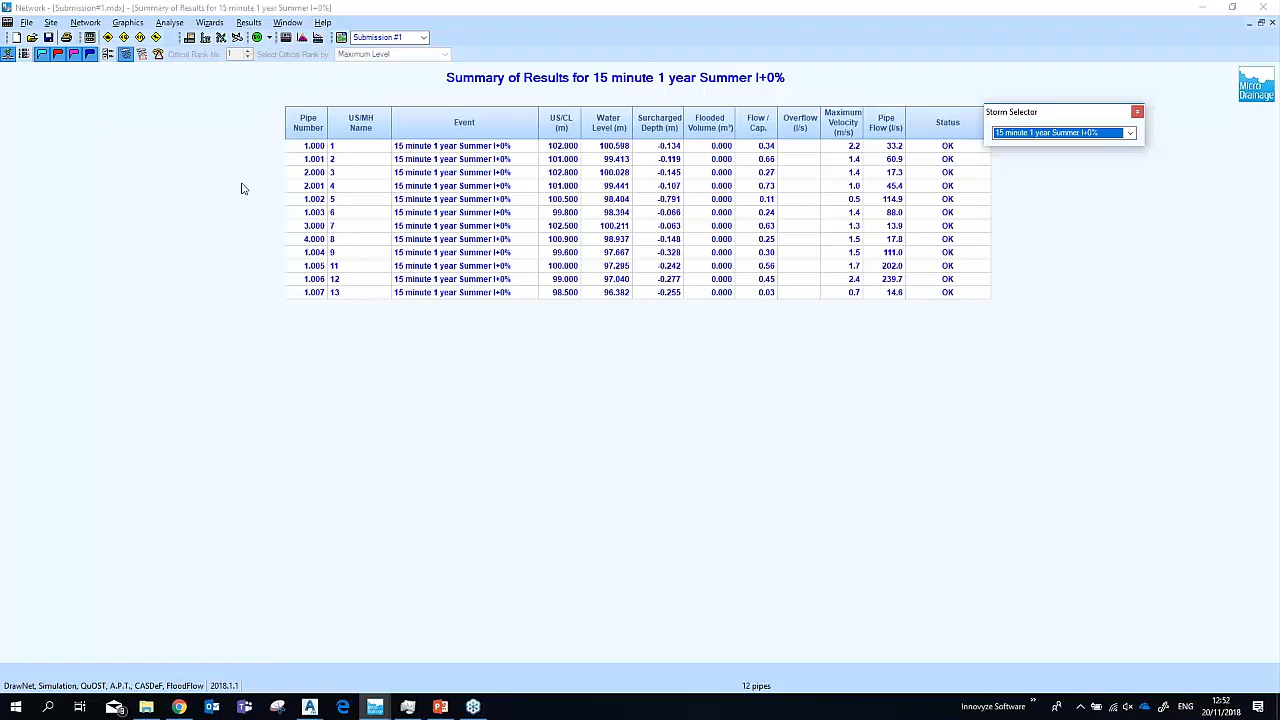 Network - [Submission#1.mdx] - [Summary of Results for 15 minute 1 year Summer I+0%]
File Site Network Graphics Analyse Wizards Results Window Help
Submission #1
Critical Rank No 1 Select Critical Rank by: Maximum Level
Summary of Results for 15 minute 1 year Summer I+0%
Micro Drainage
Storm Selector
15 minute 1 year Summer I+0%
Pipe Number US/MH Name Event US/CL (m) Water Level (m) Surcharged Depth (m) Flooded Volume (m³) Flow / Cap. Overflow (l/s) Maximum Velocity (m/s) Pipe Flow (l/s) Status
1.000 1 15 minute 1 year Summer I+0% 102.000 100.598 -0.134 0.000 0.34 2.2 33.2 OK
1.001 2 15 minute 1 year Summer I+0% 101.000 99.413 -0.119 0.000 0.66 1.4 60.9 OK
2.000 3 15 minute 1 year Summer I+0% 102.800 100.028 -0.145 0.000 0.27 1.4 17.3 OK
2.001 4 15 minute 1 year Summer I+0% 101.000 99.441 -0.107 0.000 0.73 1.0 45.4 OK
1.002 5 15 minute 1 year Summer I+0% 100.500 98.404 -0.791 0.000 0.11 0.5 114.9 OK
1.003 6 15 minute 1 year Summer I+0% 99.800 98.394 -0.066 0.000 0.24 1.4 88.0 OK
3.000 7 15 minute 1 year Summer I+0% 102.500 100.211 -0.063 0.000 0.63 1.3 13.9 OK
4.000 8 15 minute 1 year Summer I+0% 100.900 98.937 -0.148 0.000 0.25 1.5 17.8 OK
1.004 9 15 minute 1 year Summer I+0% 99.600 97.667 -0.328 0.000 0.30 1.5 111.0 OK
1.005 11 15 minute 1 year Summer I+0% 100.000 97.295 -0.242 0.000 0.56 1.7 202.0 OK
1.006 12 15 minute 1 year Summer I+0% 99.000 97.040 -0.277 0.000 0.45 2.4 239.7 OK
1.007 13 15 minute 1 year Summer I+0% 98.500 96.382 -0.255 0.000 0.03 0.7 14.6 OK
DrawNet, Simulation, QuOST, A.P.T., CASDeF, FloodFlow 2018.1.1 12 pipes
Innovyze Software ENG 12:52
20/11/2018